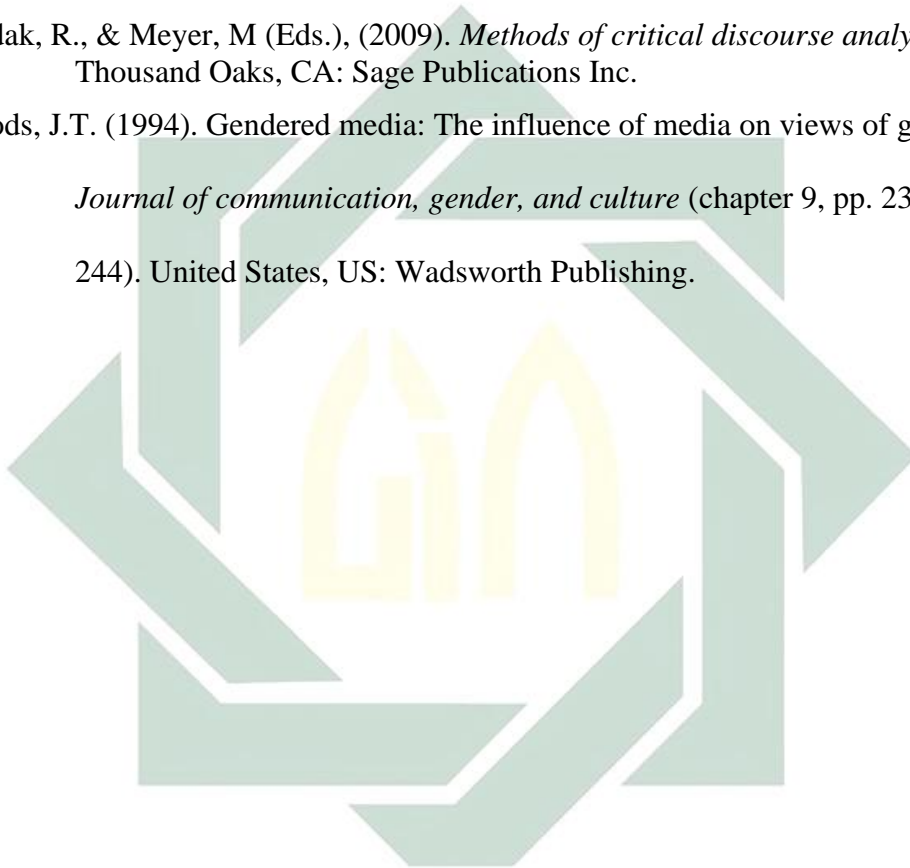 dak, R., & Meyer, M (Eds.), (2009). Methods of critical discourse analy
Thousand Oaks, CA: Sage Publications Inc.
ods, J.T. (1994). Gendered media: The influence of media on views of g
Journal of communication, gender, and culture (chapter 9, pp. 23
244). United States, US: Wadsworth Publishing.